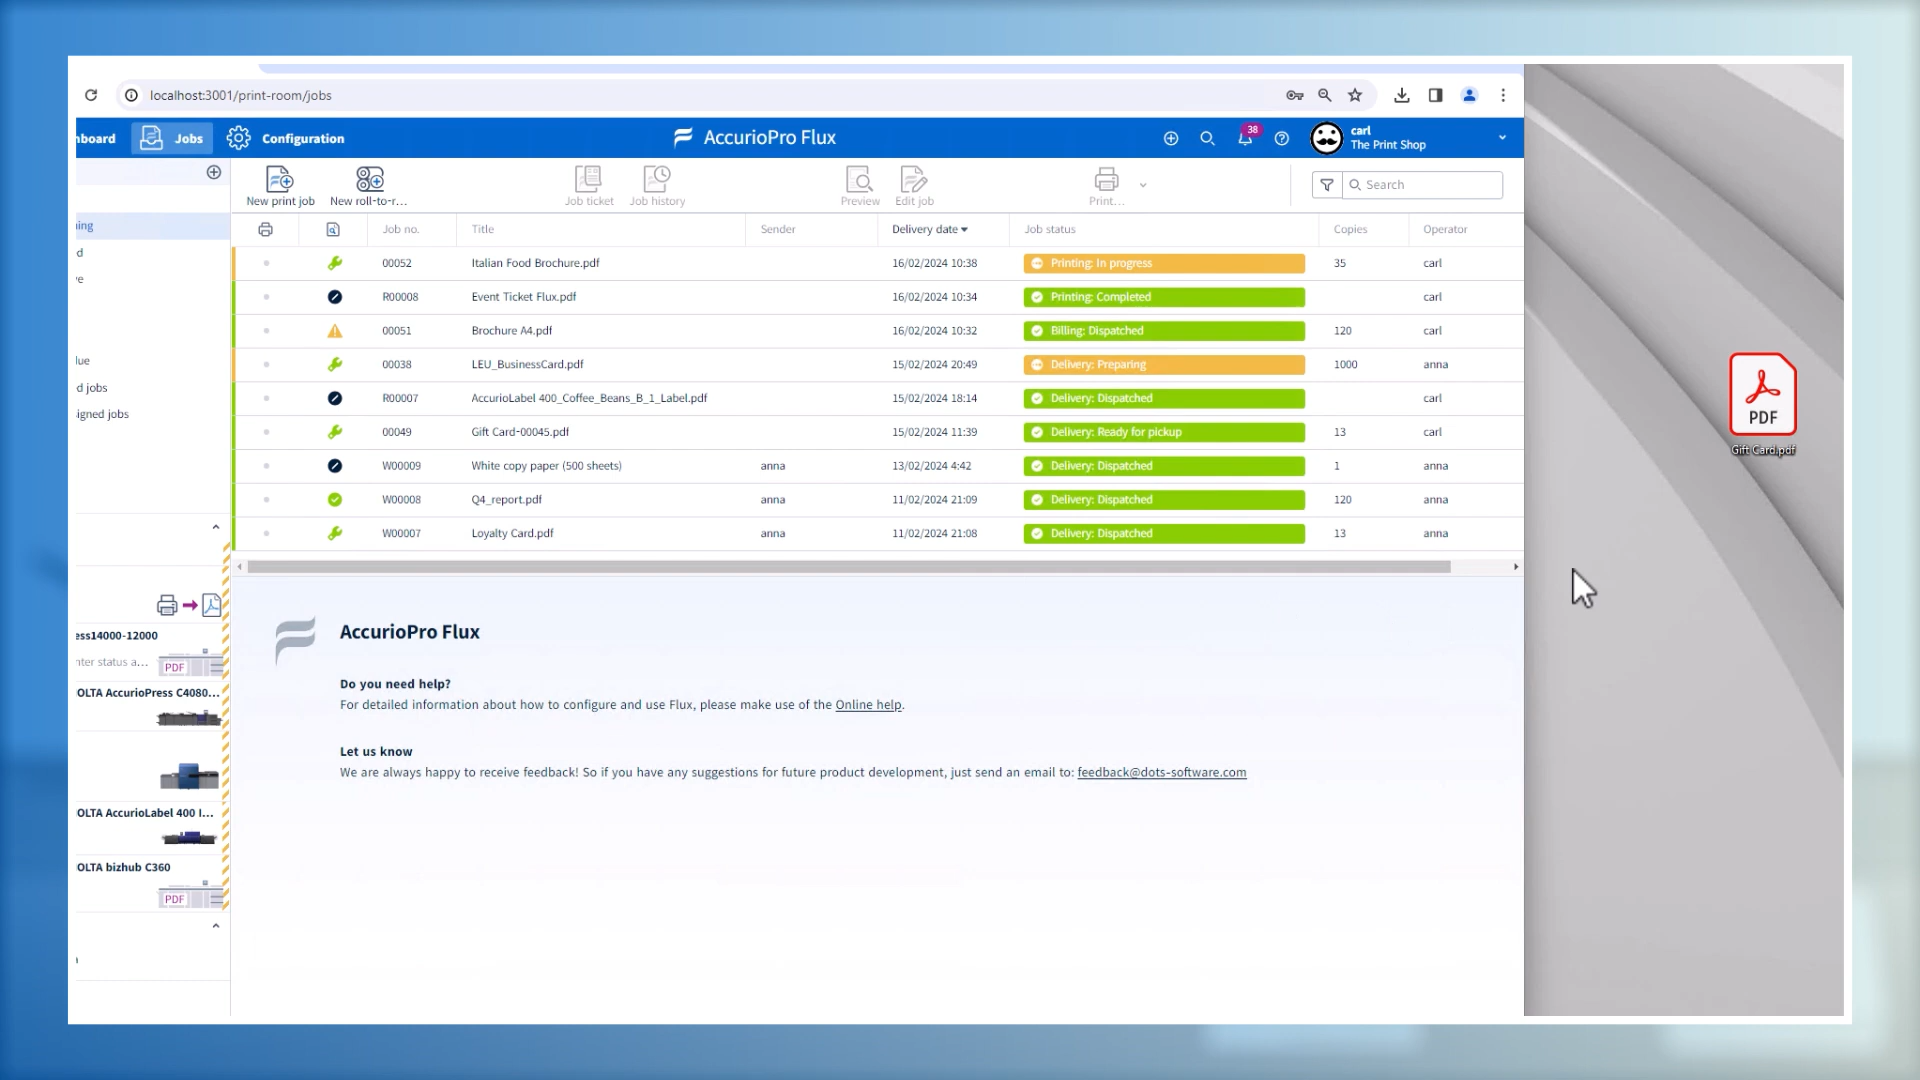 localhost:3001/print-room/jobs
nboard
Jobs
Configuration
AccurioPro Flux
38
carl
The Print Shop
New print job
New roll-to-r...
Job ticket
Job history
Preview
Edit job
Print...
Search
ing
d
e
lue
d jobs
igned jobs
Job no.
Title
Sender
Delivery date
Job status
Copies
Operator
00052 Italian Food Brochure.pdf 16/02/2024 10:38 Printing: In progress 35 carl
R00008 Event Ticket Flux.pdf 16/02/2024 10:34 Printing: Completed carl
00051 Brochure A4.pdf 16/02/2024 10:32 Billing: Dispatched 120 carl
00038 LEU_BusinessCard.pdf 15/02/2024 20:49 Delivery: Preparing 1000 anna
R00007 AccurioLabel 400_Coffee_Beans_B_1_Label.pdf 15/02/2024 18:14 Delivery: Dispatched carl
00049 Gift Card-00045.pdf 15/02/2024 11:39 Delivery: Ready for pickup 13 carl
W00009 White copy paper (500 sheets) anna 13/02/2024 4:42 Delivery: Dispatched 1 anna
W00008 Q4_report.pdf anna 11/02/2024 21:09 Delivery: Dispatched 120 anna
W00007 Loyalty Card.pdf anna 11/02/2024 21:08 Delivery: Dispatched 13 anna
ess14000-12000
nter status a...
PDF
OLTA AccurioPress C4080...
OLTA AccurioLabel 400 I...
OLTA bizhub C360
PDF
AccurioPro Flux
Do you need help?
For detailed information about how to configure and use Flux, please make use of the Online help.
Let us know
We are always happy to receive feedback! So if you have any suggestions for future product development, just send an email to: feedback@dots-software.com
PDF
Gift Card.pdf